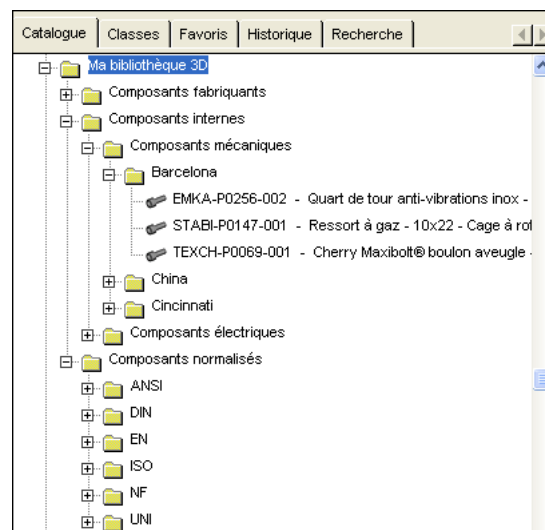 Catalogue Classes Favoris Historique Recherche
Ma bibliothèque 3D
Composants fabriquants
Composants internes
Composants mécaniques
Barcelona
EMKA-P0256-002 - Quart de tour anti-vibrations inox -
STABI-P0147-001 - Ressort à gaz - 10x22 - Cage à
TEXCH-P0069-001 - Cherry Maxibolt® boulon aveugle -
China
Cincinnati
Composants électriques
Composants normalisés
ANSI
DIN
EN
ISO
NF
UNI